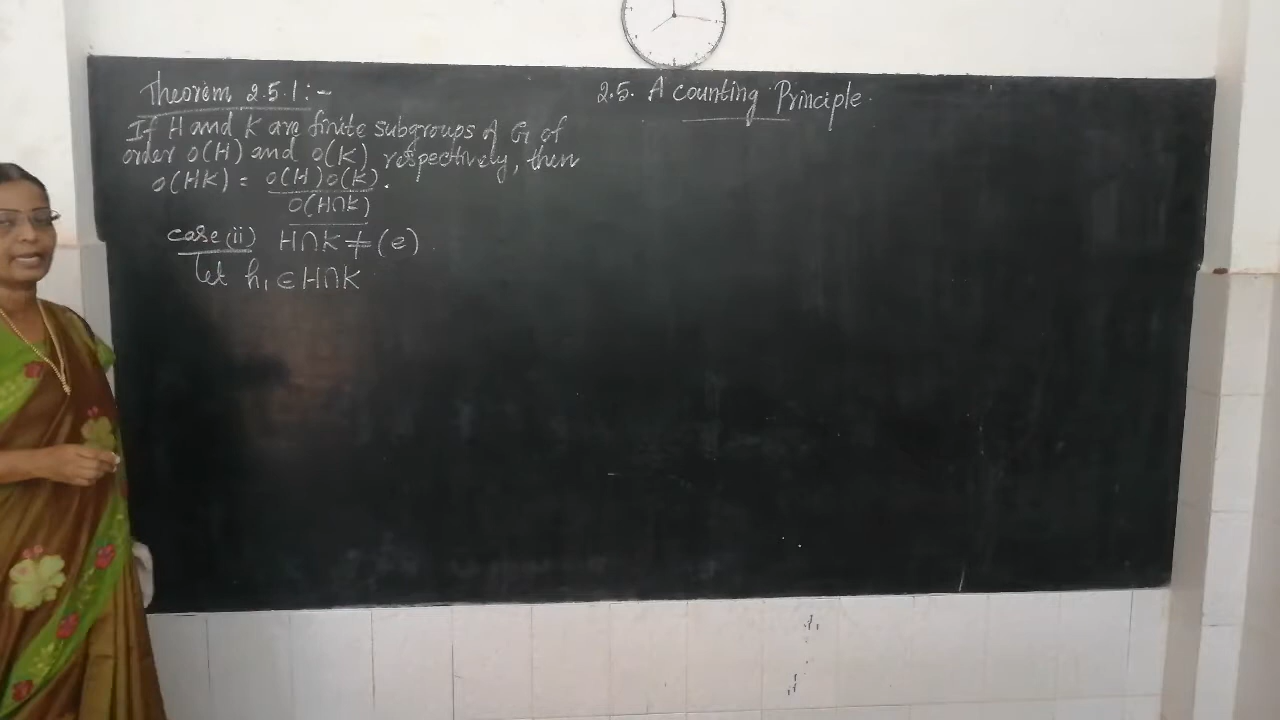 Theorem 2.5.1:-
If H and K are finite subgroups of G of
order o(H) and o(K) respectively, then
o(HK) = o(H)o(K) / o(H∩K).
case (ii) H∩K ≠ (e)
Let h₁ ∈ H∩K
2.5. A counting Principle.